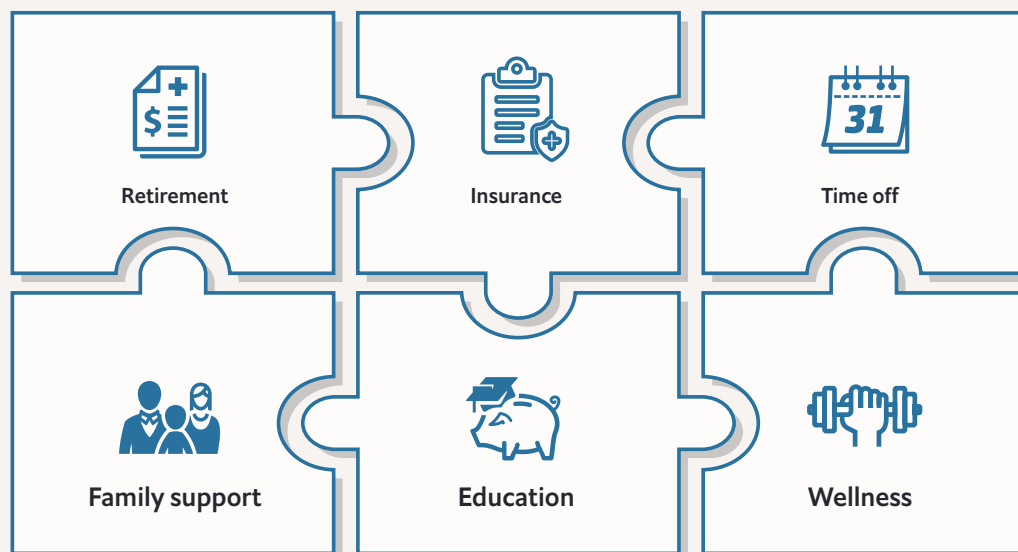 $
31
Retirement
Insurance
Time off
Family support
Education
Wellness